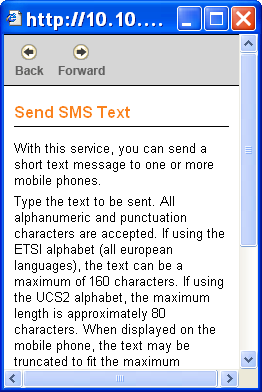 http://10.10....
Back Forward
Send SMS Text
With this service, you can send a
short text message to one or more
mobile phones.
Type the text to be sent. All
alphanumeric and punctuation
characters are accepted. If using the
ETSI alphabet (all european
languages), the text can be a
maximum of 160 characters. If using
the UCS2 alphabet, the maximum
length is approximately 80
characters. When displayed on the
mobile phone, the text may be
truncated to fit the maximum